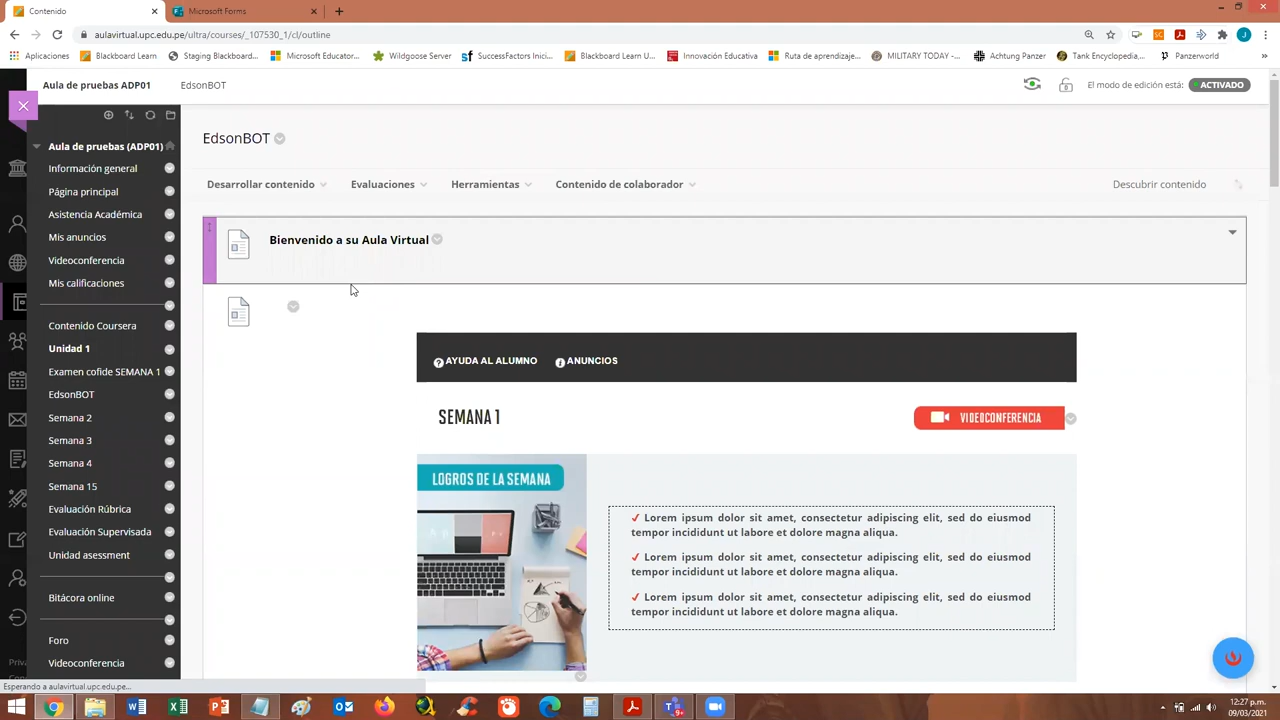 Contenido
Microsoft Forms
aulavirtual.upc.edu.pe/ultra/courses/_107530_1/cl/outline
Aplicaciones
Blackboard Learn
Staging Blackboard...
Microsoft Educator...
Wildgoose Server
SuccessFactors Inici...
Blackboard Learn U...
Innovación Educativa
Ruta de aprendizaje...
MILITARY TODAY -...
Achtung Panzer
Tank Encyclopedia,...
Panzerworld
Aula de pruebas ADP01
EdsonBOT
El modo de edición está:
ACTIVADO
Aula de pruebas (ADP01)
Información general
Página principal
Asistencia Académica
Mis anuncios
Videoconferencia
Mis calificaciones
Contenido Coursera
Unidad 1
Examen cofide SEMANA 1
EdsonBOT
Semana 2
Semana 3
Semana 4
Semana 15
Evaluación Rúbrica
Evaluación Supervisada
Unidad asessment
Bitácora online
Foro
Videoconferencia
EdsonBOT
Desarrollar contenido
Evaluaciones
Herramientas
Contenido de colaborador
Descubrir contenido
Bienvenido a su Aula Virtual
AYUDA AL ALUMNO
ANUNCIOS
SEMANA 1
VIDEOCONFERENCIA
LOGROS DE LA SEMANA
Lorem ipsum dolor sit amet, consectetur adipiscing elit, sed do eiusmod
tempor incididunt ut labore et dolore magna aliqua.
Lorem ipsum dolor sit amet, consectetur adipiscing elit, sed do eiusmod
tempor incididunt ut labore et dolore magna aliqua.
Lorem ipsum dolor sit amet, consectetur adipiscing elit, sed do eiusmod
tempor incididunt ut labore et dolore magna aliqua.
Esperando a aulavirtual.upc.edu.pe...
12:27 p.m.
09/03/2021